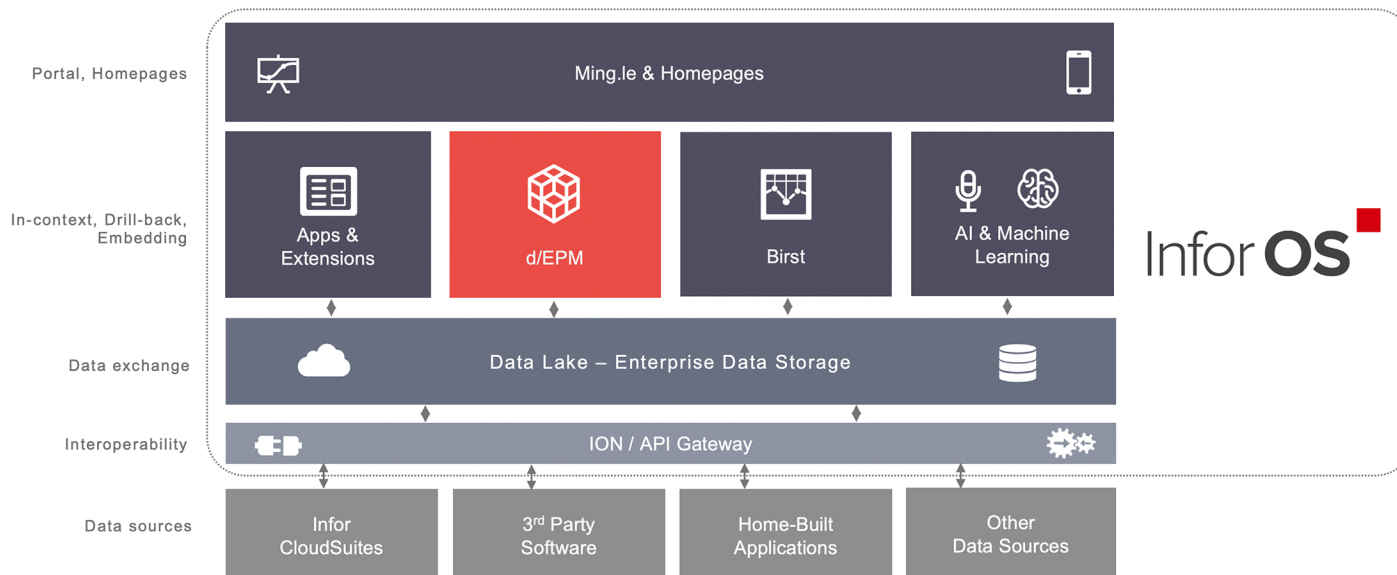 Portal, Homepages
Ming.le & Homepages
In-context, Drill-back,
Embedding
Apps &
Extensions
d/EPM
Birst
AI & Machine
Learning
Infor OS
Data exchange
Data Lake – Enterprise Data Storage
Interoperability
ION / API Gateway
Data sources
Infor
CloudSuites
3rd Party
Software
Home-Built
Applications
Other
Data Sources